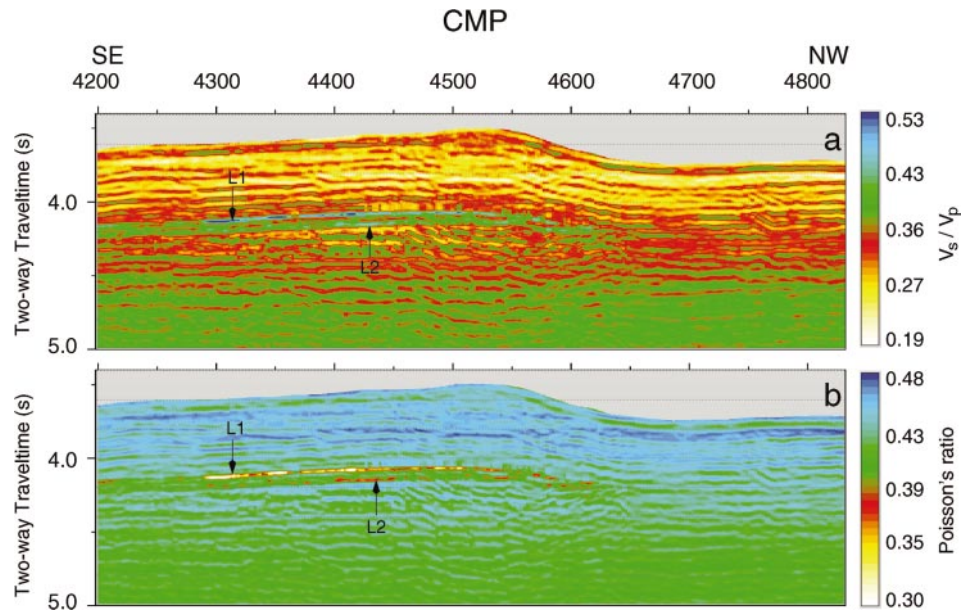 CMP
SE NW
4200 4300 4400 4500 4600 4700 4800
a
Two-way Traveltime (s)
4.0
5.0
L1
L2
0.53
0.43
0.36
0.27
0.19
Vs / Vp
b
Two-way Traveltime (s)
4.0
5.0
L1
L2
0.48
0.43
0.39
0.35
0.30
Poisson's ratio